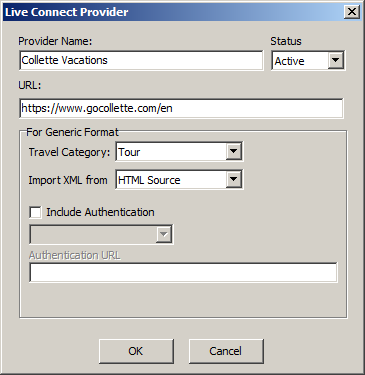 Live Connect Provider
Provider Name:
Status
Collette Vacations
Active
URL:
https://www.gocollette.com/en
For Generic Format
Travel Category: Tour
Import XML from HTML Source
Include Authentication
Authentication URL
OK Cancel